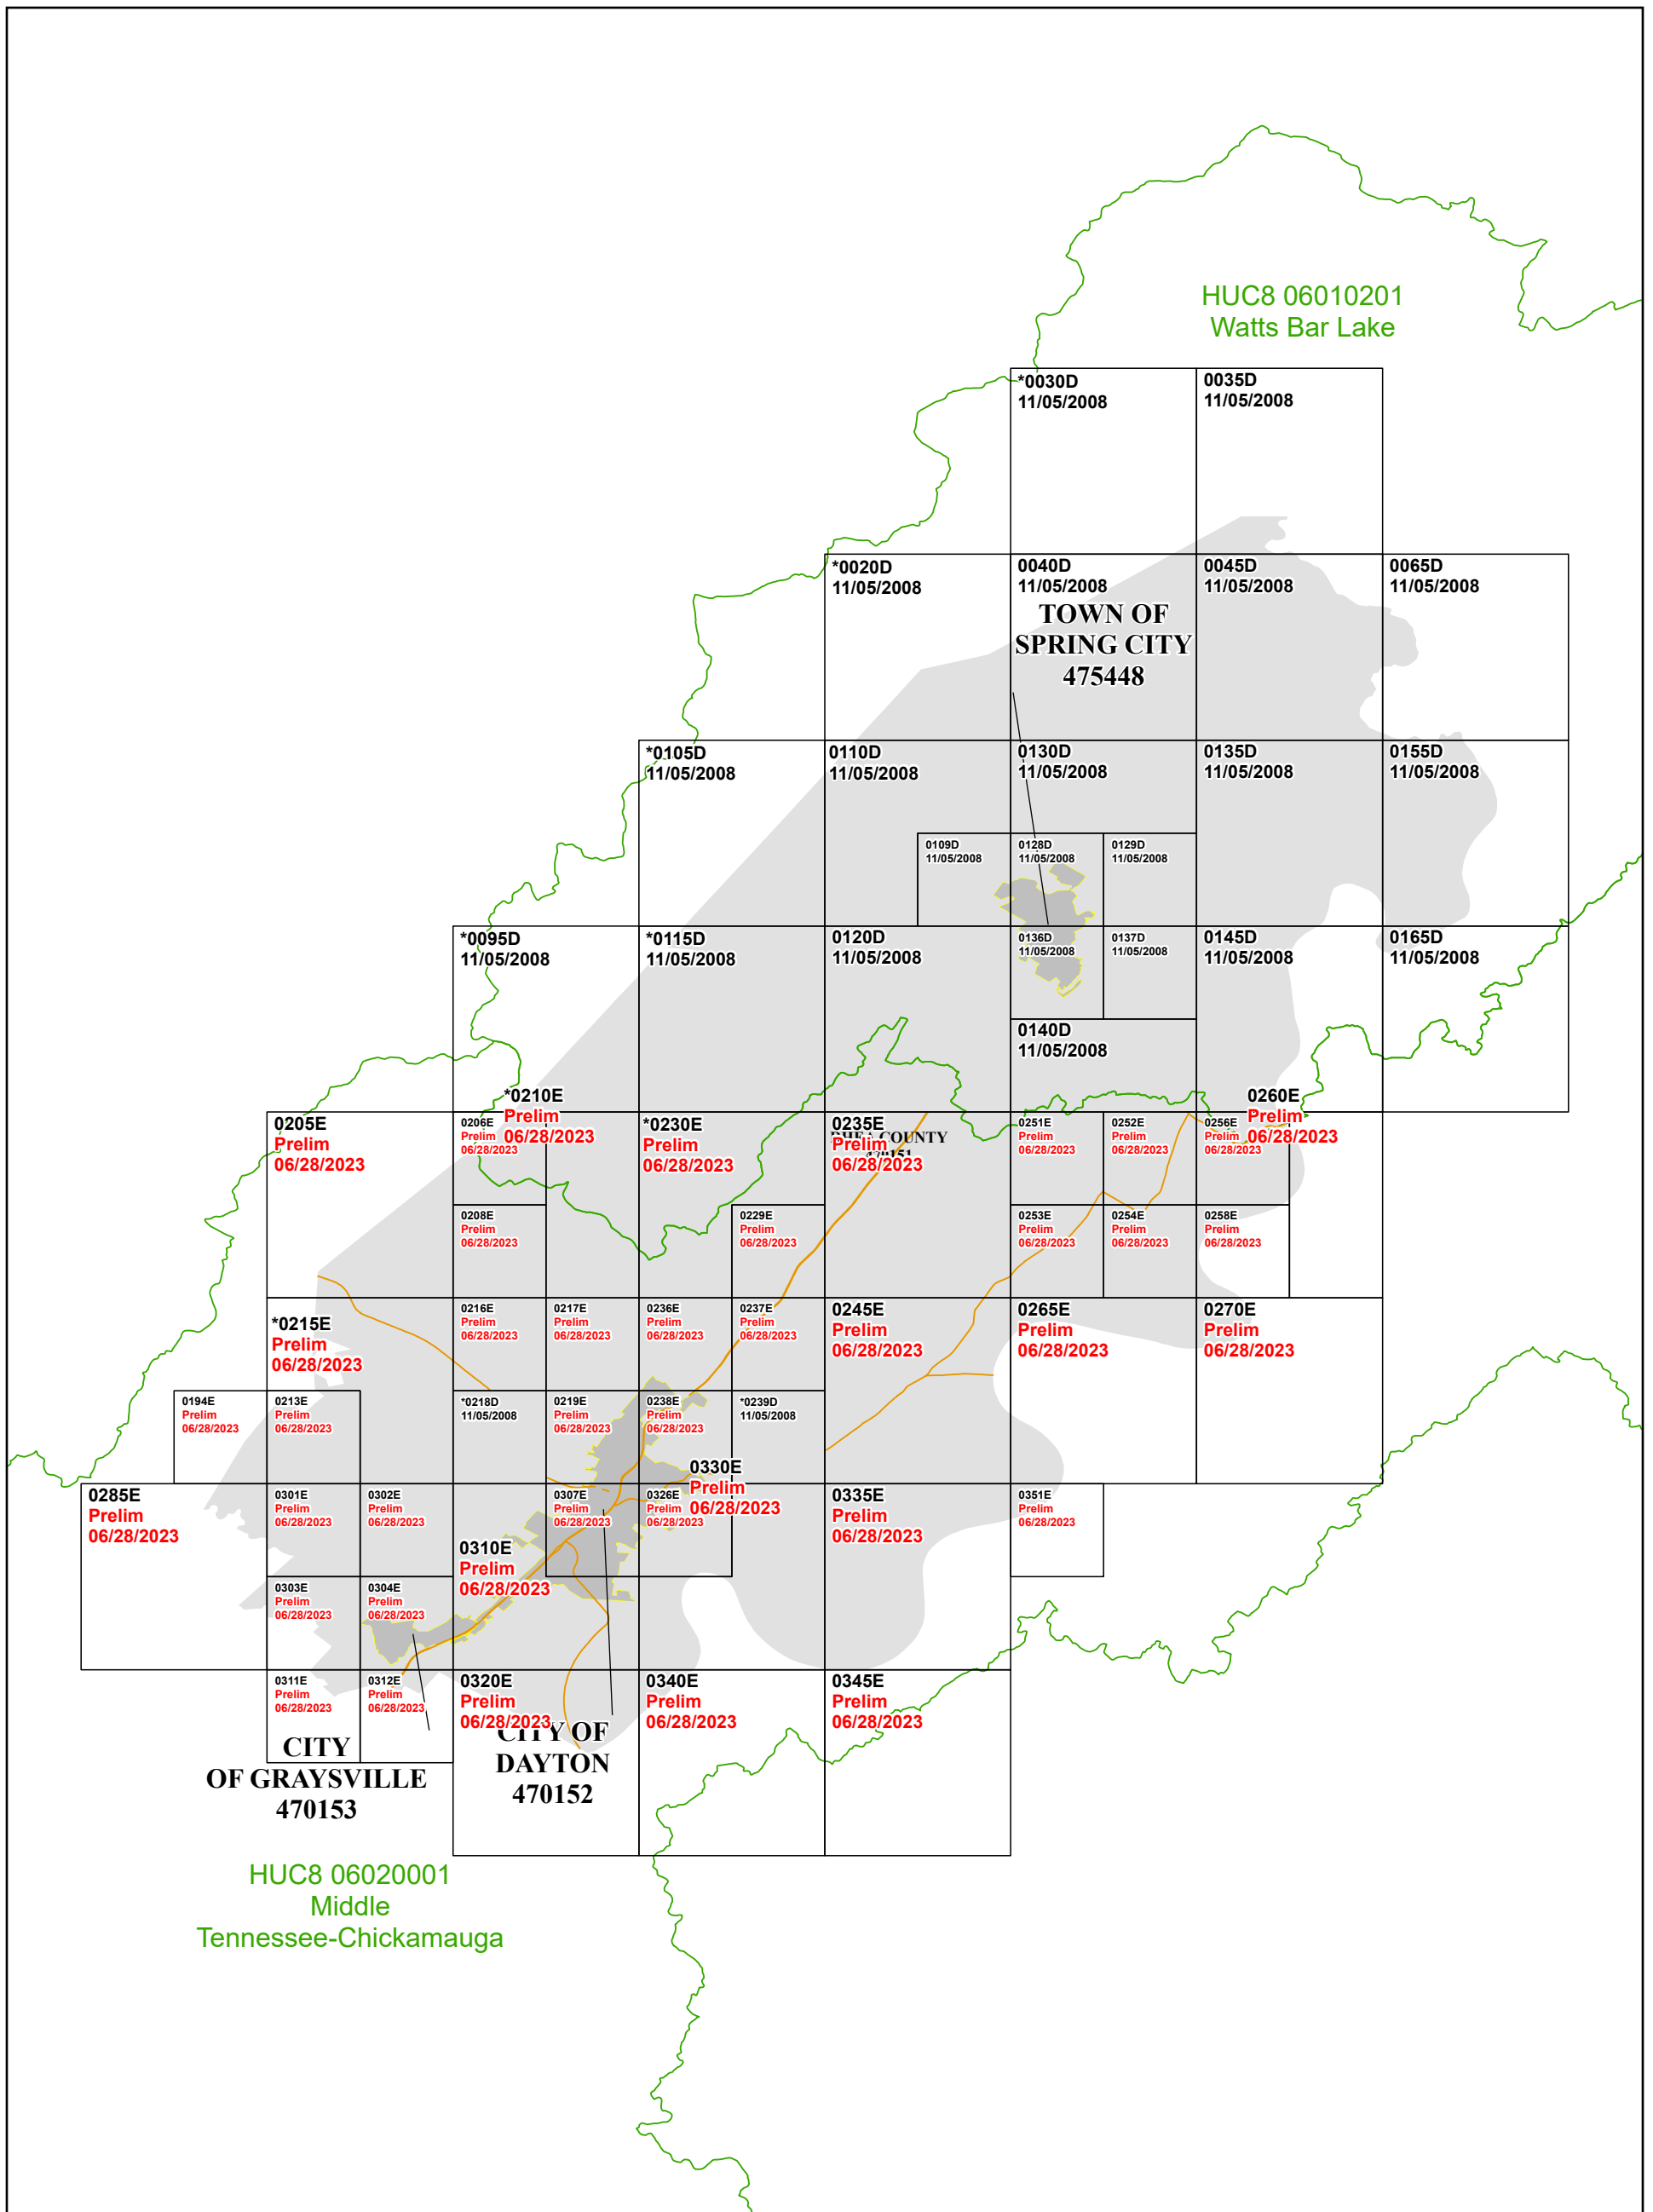 HUC8 06010201
Watts Bar Lake
*0030D
11/05/2008
0035D
11/05/2008
*0020D
11/05/2008
0040D
11/05/2008
0045D
11/05/2008
0065D
11/05/2008
TOWN OF
SPRING CITY
475448
*0105D
11/05/2008
0110D
11/05/2008
0130D
11/05/2008
0135D
11/05/2008
0155D
11/05/2008
0109D
11/05/2008
0128D
11/05/2008
0129D
11/05/2008
*0095D
11/05/2008
*0115D
11/05/2008
0120D
11/05/2008
0136D
11/05/2008
0137D
11/05/2008
0145D
11/05/2008
0165D
11/05/2008
0140D
11/05/2008
0205E
Prelim
06/28/2023
0206E
Prelim
06/28/2023
*0210E
Prelim
06/28/2023
*0230E
Prelim
06/28/2023
0235E
Prelim
06/28/2023
RHEA COUNTY
470151
0251E
Prelim
06/28/2023
0252E
Prelim
06/28/2023
0256E
Prelim
06/28/2023
0260E
Prelim
06/28/2023
0208E
Prelim
06/28/2023
0229E
Prelim
06/28/2023
0253E
Prelim
06/28/2023
0254E
Prelim
06/28/2023
0258E
Prelim
06/28/2023
*0215E
Prelim
06/28/2023
0216E
Prelim
06/28/2023
0217E
Prelim
06/28/2023
0236E
Prelim
06/28/2023
0237E
Prelim
06/28/2023
0245E
Prelim
06/28/2023
0265E
Prelim
06/28/2023
0270E
Prelim
06/28/2023
0194E
Prelim
06/28/2023
0213E
Prelim
06/28/2023
*0218D
11/05/2008
0219E
Prelim
06/28/2023
0238E
Prelim
06/28/2023
*0239D
11/05/2008
0285E
Prelim
06/28/2023
0301E
Prelim
06/28/2023
0302E
Prelim
06/28/2023
0310E
Prelim
06/28/2023
0307E
Prelim
06/28/2023
0326E
Prelim
06/28/2023
0330E
Prelim
06/28/2023
0335E
Prelim
06/28/2023
0351E
Prelim
06/28/2023
0303E
Prelim
06/28/2023
0304E
Prelim
06/28/2023
0311E
Prelim
06/28/2023
0312E
Prelim
06/28/2023
0320E
Prelim
06/28/2023
0340E
Prelim
06/28/2023
0345E
Prelim
06/28/2023
CITY
OF GRAYSVILLE
470153
CITY OF
DAYTON
470152
HUC8 06020001
Middle
Tennessee-Chickamauga